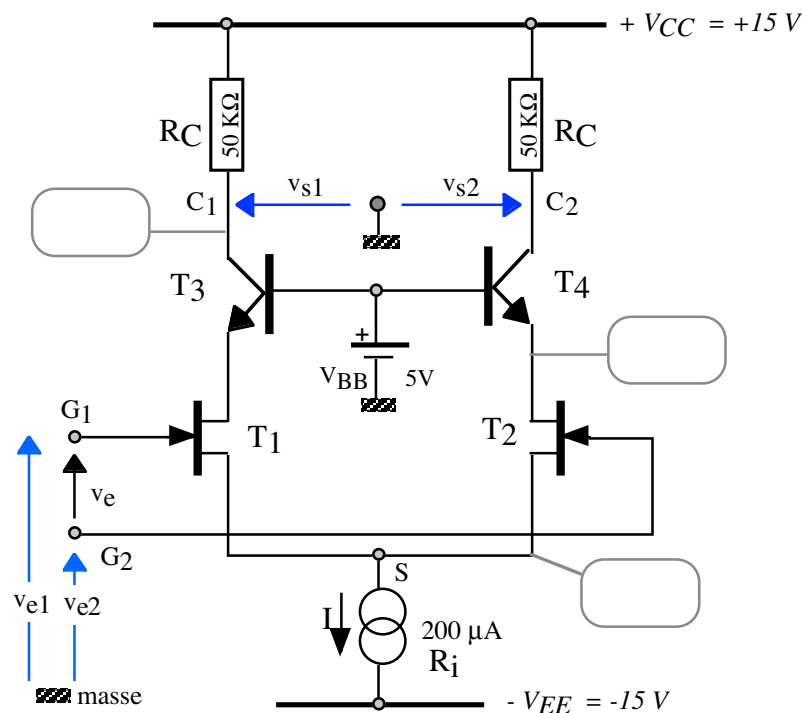 + VCC = +15 V
RC
50 KΩ
50 KΩ
RC
C1
vs1
vs2
C2
T3
T4
+
VBB
5V
G1
T1
T2
ve
G2
S
ve1
ve2
I
200 µA
Ri
masse
- VEE = -15 V